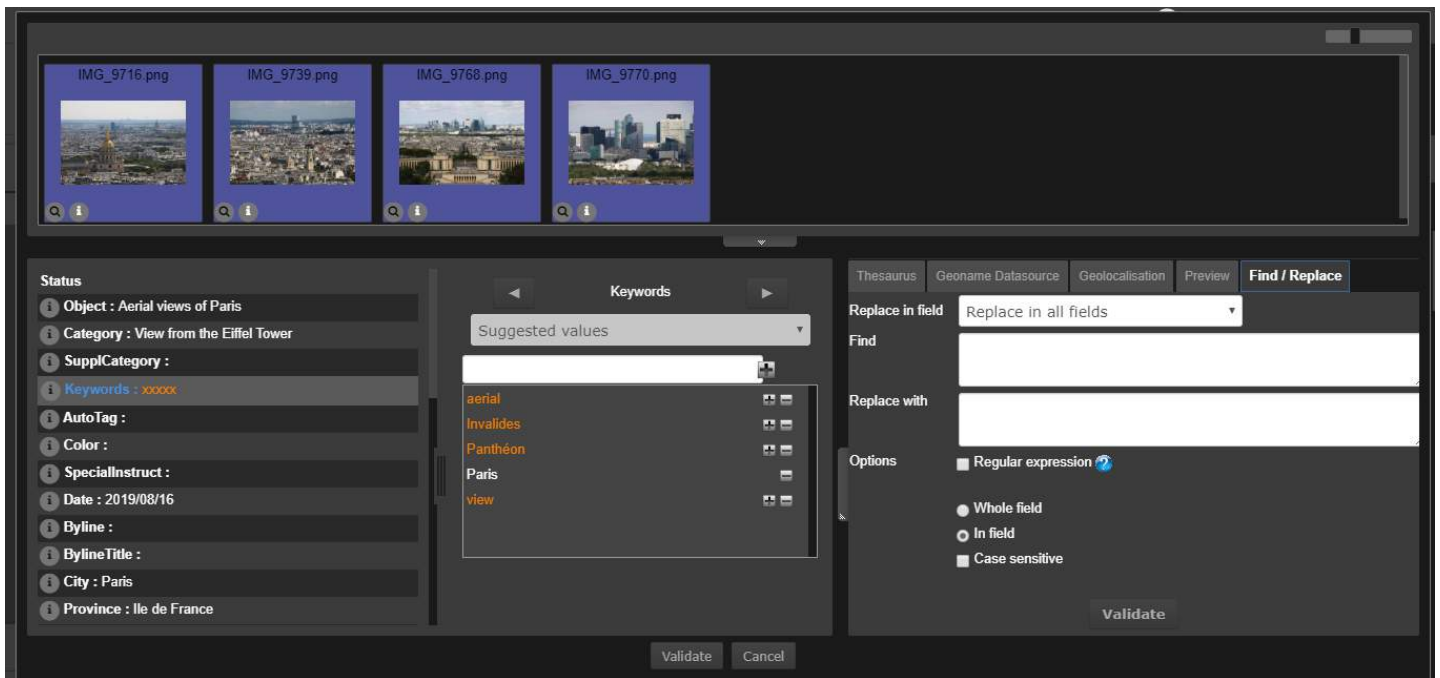 IMG_9716.png
IMG_9739.png
IMG_9768.png
IMG_9770.png
Status
Object : Aerial views of Paris
Category : View from the Eiffel Tower
SupplCategory :
Keywords : xxxxx
AutoTag :
Color :
SpecialInstruct :
Date : 2019/08/16
Byline :
BylineTitle :
City : Paris
Province : Ile de France
Keywords
Suggested values
aerial
Invalides
Panthéon
Paris
view
Thesaurus
Geoname Datasource
Geolocalisation
Preview
Find / Replace
Replace in field
Replace in all fields
Find
Replace with
Options
Regular expression
Whole field
In field
Case sensitive
Validate
Validate
Cancel